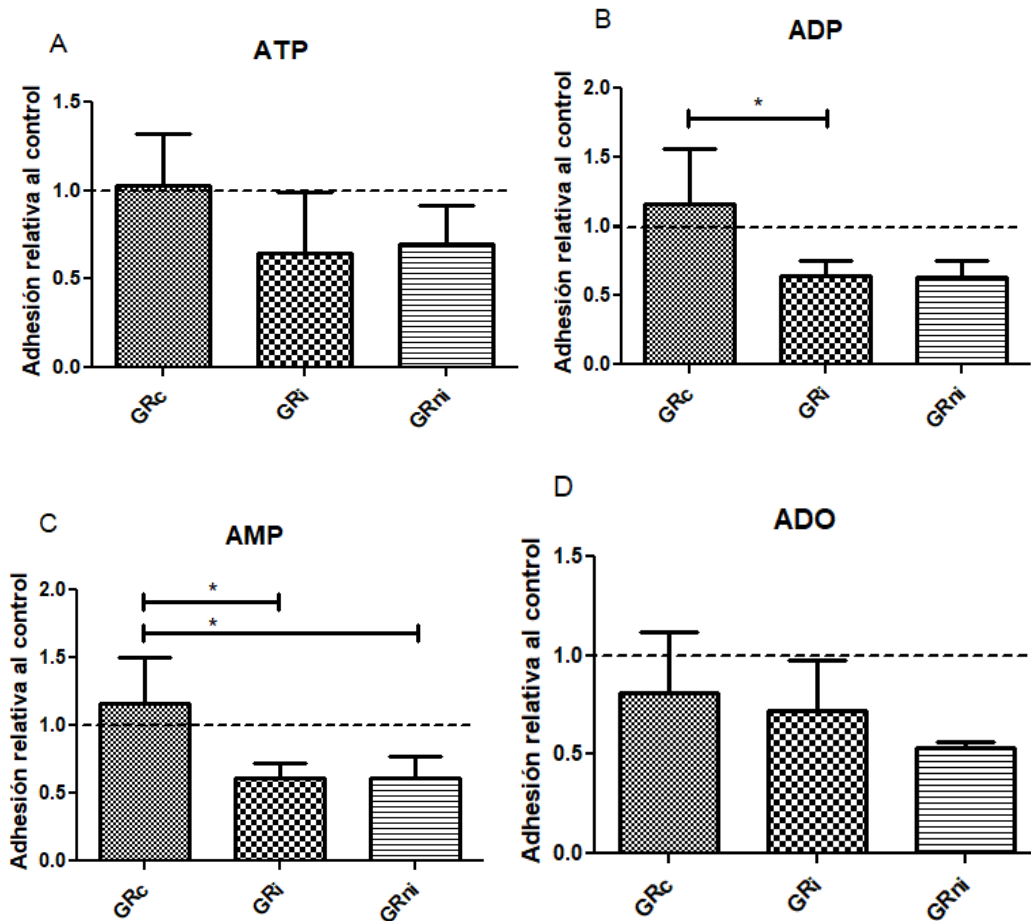 A
ATP
Adhesión relativa al control
1.5
1.0
0.5
0.0
GRc
GRi
GRni
B
ADP
Adhesión relativa al control
2.0
1.5
1.0
0.5
0.0
*
GRc
GRi
GRni
C
AMP
Adhesión relativa al control
2.0
1.5
1.0
0.5
0.0
*
*
GRc
GRi
GRni
D
ADO
Adhesión relativa al control
1.5
1.0
0.5
0.0
GRc
GRi
GRni